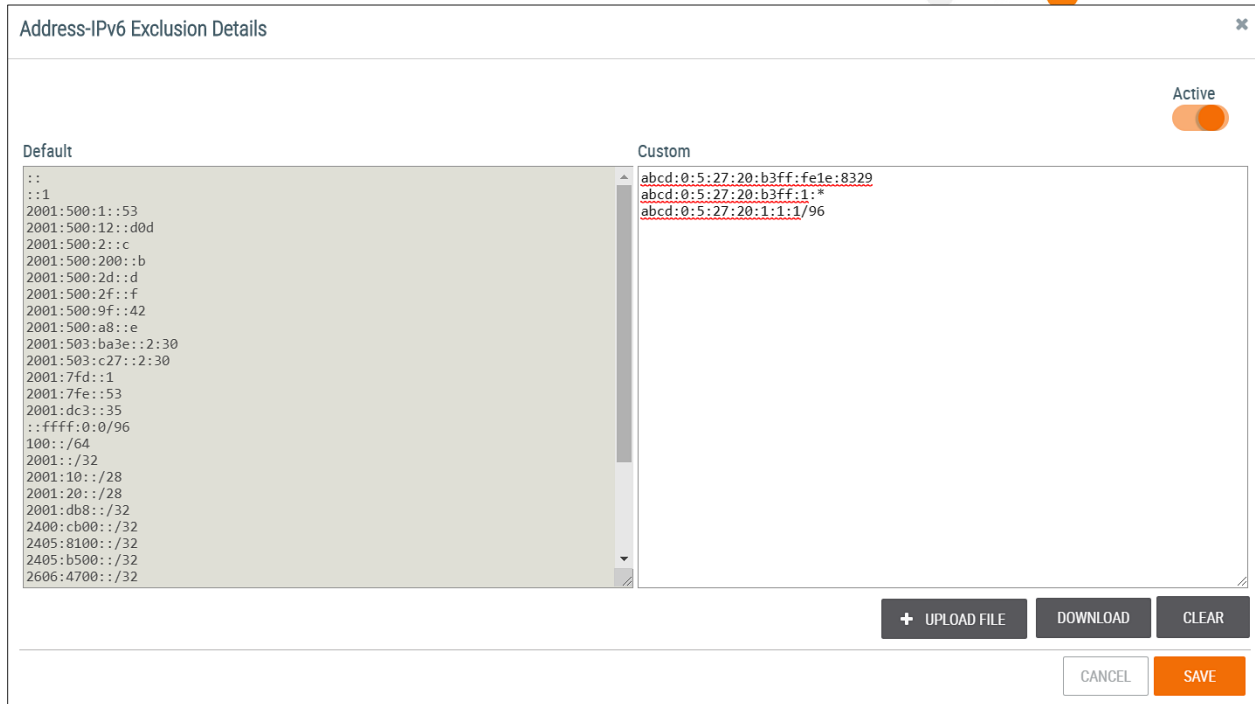 Address-IPv6 Exclusion Details
Active
Default
Custom
::
::1
2001:500:1::53
2001:500:12::d0d
2001:500:2::c
2001:500:200::b
2001:500:2d::d
2001:500:2f::f
2001:500:9f::42
2001:500:a8::e
2001:503:ba3e::2:30
2001:503:c27::2:30
2001:7fd::1
2001:7fe::53
2001:dc3::35
::ffff:0:0/96
100::/64
2001::/32
2001:10::/28
2001:20::/28
2001:db8::/32
2400:cb00::/32
2405:8100::/32
2405:b500::/32
2606:4700::/32
abcd:0:5:27:20:b3ff:fe1e:8329
abcd:0:5:27:20:b3ff:1:*
abcd:0:5:27:20:1:1:1/96
+ UPLOAD FILE
DOWNLOAD
CLEAR
CANCEL
SAVE